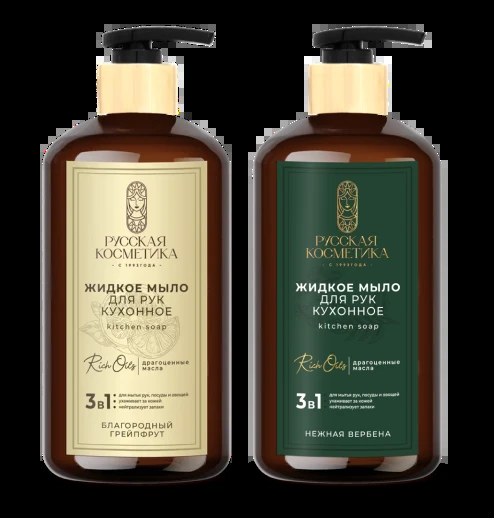 РУССКАЯ
КОСМЕТИКА
С 1993 ГОДА
ЖИДКОЕ МЫЛО
ДЛЯ РУК
КУХОННОЕ
kitchen soap
Rich Oils
драгоценные
масла
3в1
для мытья рук, посуды и овощей
ухаживает за кожей
нейтрализует запахи
БЛАГОРОДНЫЙ
ГРЕЙПФРУТ
РУССКАЯ
КОСМЕТИКА
С 1993 ГОДА
ЖИДКОЕ МЫЛО
ДЛЯ РУК
КУХОННОЕ
kitchen soap
Rich Oils
драгоценные
масла
3в1
для мытья рук, посуды и овощей
ухаживает за кожей
нейтрализует запахи
НЕЖНАЯ ВЕРБЕНА